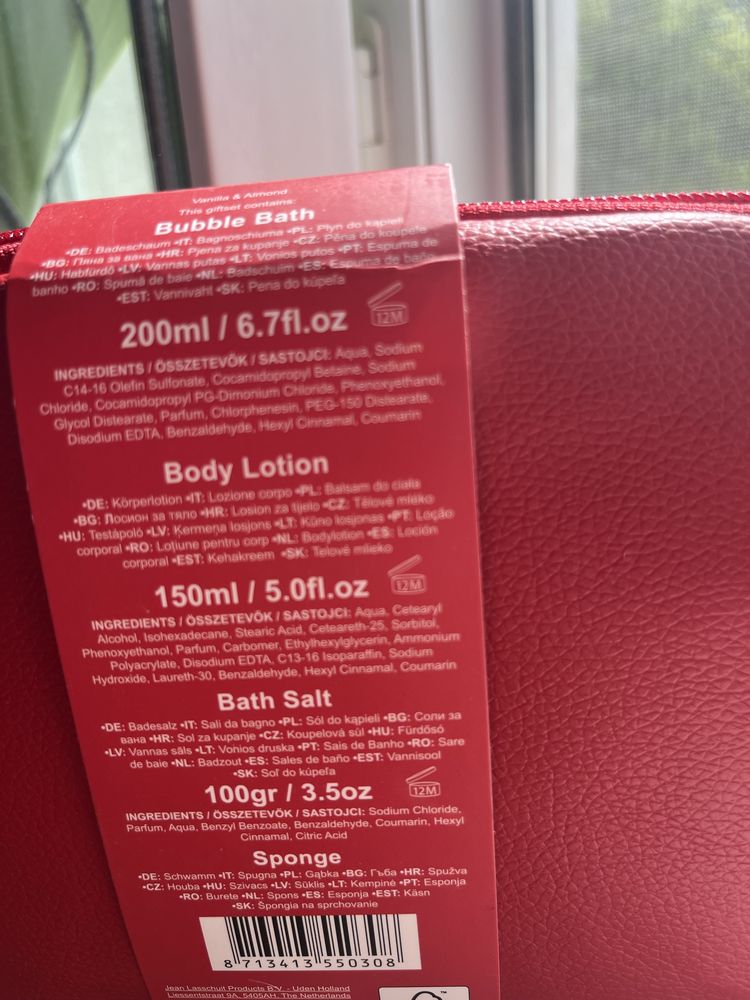 Vanilla & Almond
This giftset contains:
Bubble Bath
•DE: Badeschaum •IT: Bagnoschiuma •PL: Płyn do kąpieli
•BG: Пяна за вана •HR: Pjena za kupanje •CZ: Pěna do koupele
•HU: Habfürdő •LV: Vannas putas •LT: Vonios putos •PT: Espuma de
banho •RO: Spumă de baie •NL: Badschuim •ES: Espuma de baño
•EST: Vannivaht •SK: Pena do kúpeľa
200ml / 6.7fl.oz
12M
INGREDIENTS / ÖSSZETEVŐK / SASTOJCI: Aqua, Sodium
C14-16 Olefin Sulfonate, Cocamidopropyl Betaine, Sodium
Chloride, Cocamidopropyl PG-Dimonium Chloride, Phenoxyethanol,
Glycol Distearate, Parfum, Chlorphenesin, PEG-150 Distearate,
Disodium EDTA, Benzaldehyde, Hexyl Cinnamal, Coumarin
Body Lotion
•DE: Körperlotion •IT: Lozione corpo •PL: Balsam do ciała
•BG: Лосион за тяло •HR: Losion za tijelo •CZ: Tělové mléko
•HU: Testápoló •LV: Ķermeņa losjons •LT: Kūno losjonas •PT: Loção
corporal •RO: Loțiune pentru corp •NL: Bodylotion •ES: Loción
corporal •EST: Kehakreem •SK: Telové mlieko
150ml / 5.0fl.oz
12M
INGREDIENTS / ÖSSZETEVŐK / SASTOJCI: Aqua, Cetearyl
Alcohol, Isohexadecane, Stearic Acid, Ceteareth-25, Sorbitol,
Phenoxyethanol, Parfum, Carbomer, Ethylhexylglycerin, Ammonium
Polyacrylate, Disodium EDTA, C13-16 Isoparaffin, Sodium
Hydroxide, Laureth-30, Benzaldehyde, Hexyl Cinnamal, Coumarin
Bath Salt
•DE: Badesalz •IT: Sali da bagno •PL: Sól do kąpieli •BG: Соли за
вана •HR: Sol za kupanje •CZ: Koupelová sůl •HU: Fürdősó
•LV: Vannas sāls •LT: Vonios druska •PT: Sais de Banho •RO: Sare
de baie •NL: Badzout •ES: Sales de baño •EST: Vannisool
•SK: Soľ do kúpeľa
100gr / 3.5oz
12M
INGREDIENTS / ÖSSZETEVŐK / SASTOJCI: Sodium Chloride,
Parfum, Aqua, Benzyl Benzoate, Benzaldehyde, Coumarin, Hexyl
Cinnamal, Citric Acid
Sponge
•DE: Schwamm •IT: Spugna •PL: Gąbka •BG: Гъба •HR: Spužva
•CZ: Houba •HU: Szivacs •LV: Sūklis •LT: Kempinė •PT: Esponja
•RO: Burete •NL: Spons •ES: Esponja •EST: Käsn
•SK: Špongia na sprchovanie
8 713413 550308
Jean Lasschuit Products B.V. - Uden Holland
Liessentstraat 9A, 5405AH, The Netherlands